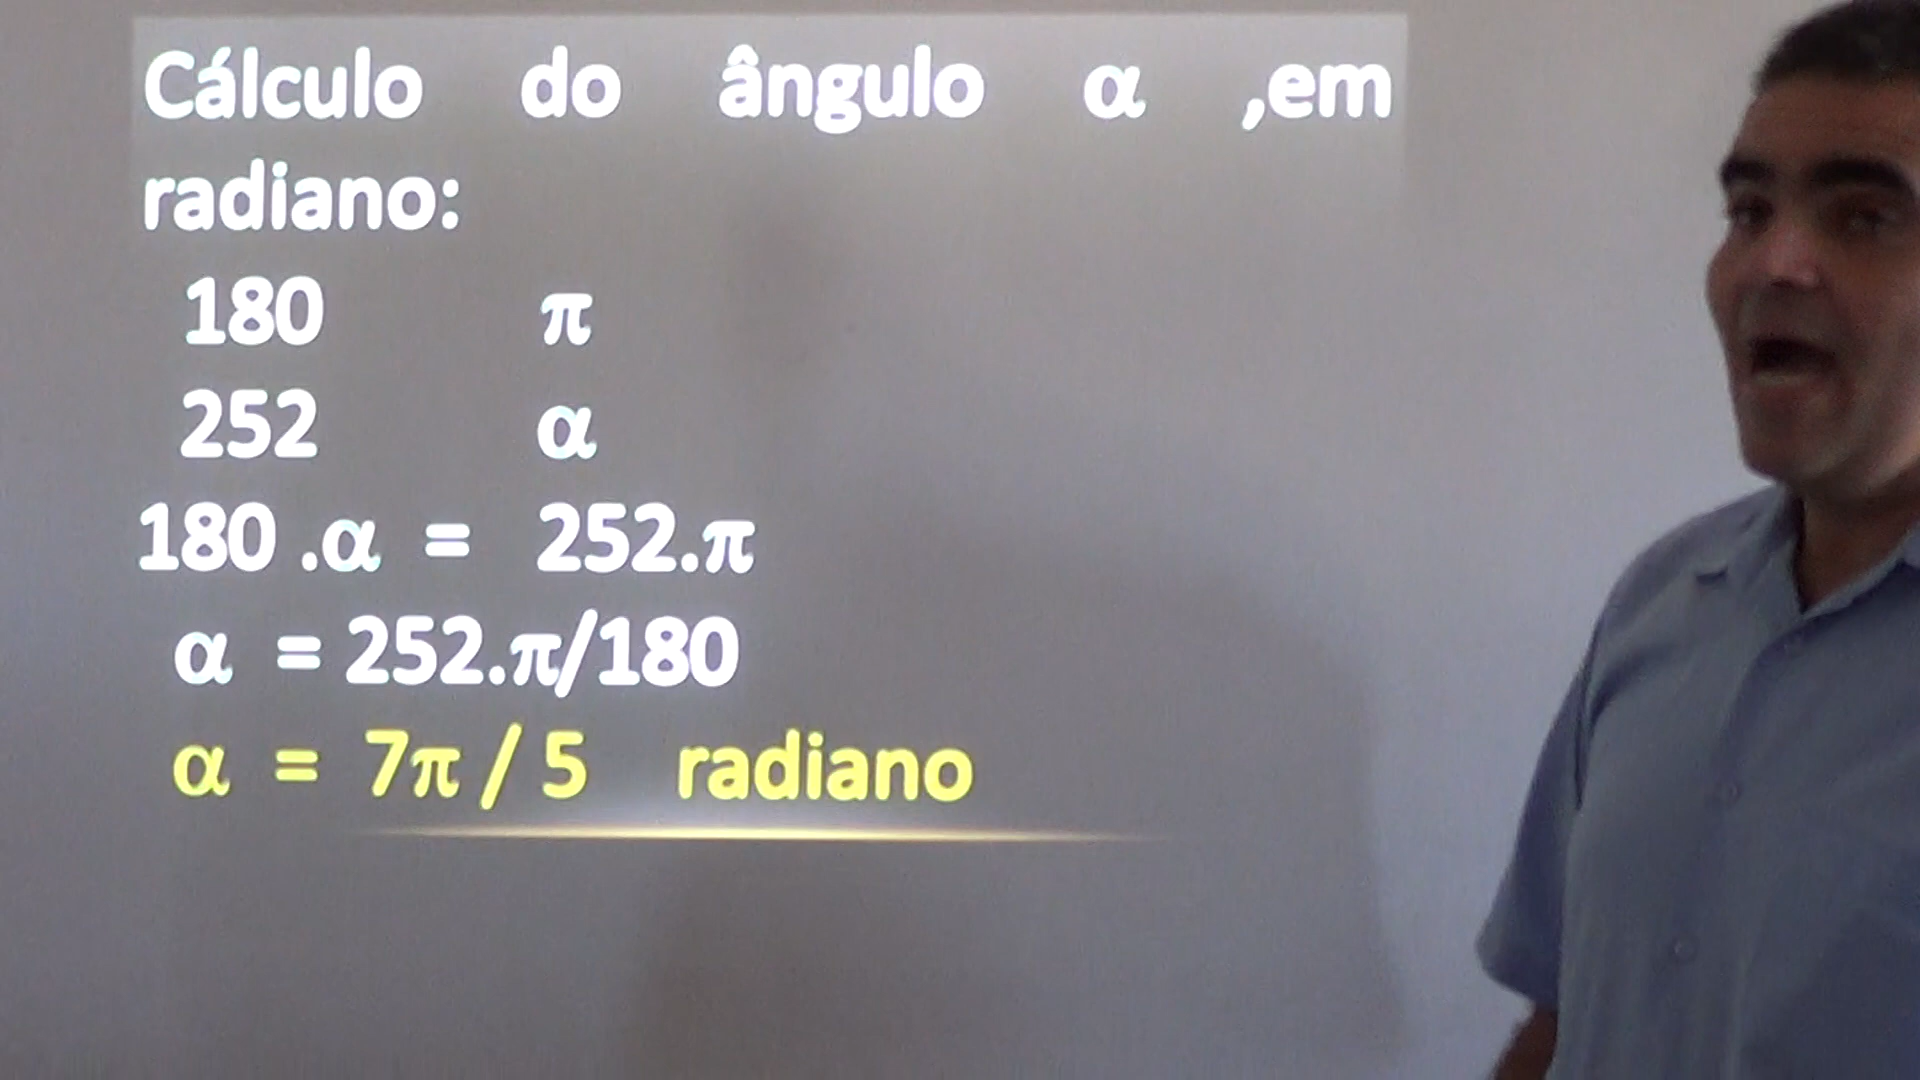 Cálculo do ângulo α ,em
radiano:
180 π
252 α
180 .α = 252.π
α = 252.π/180
α = 7π / 5 radiano